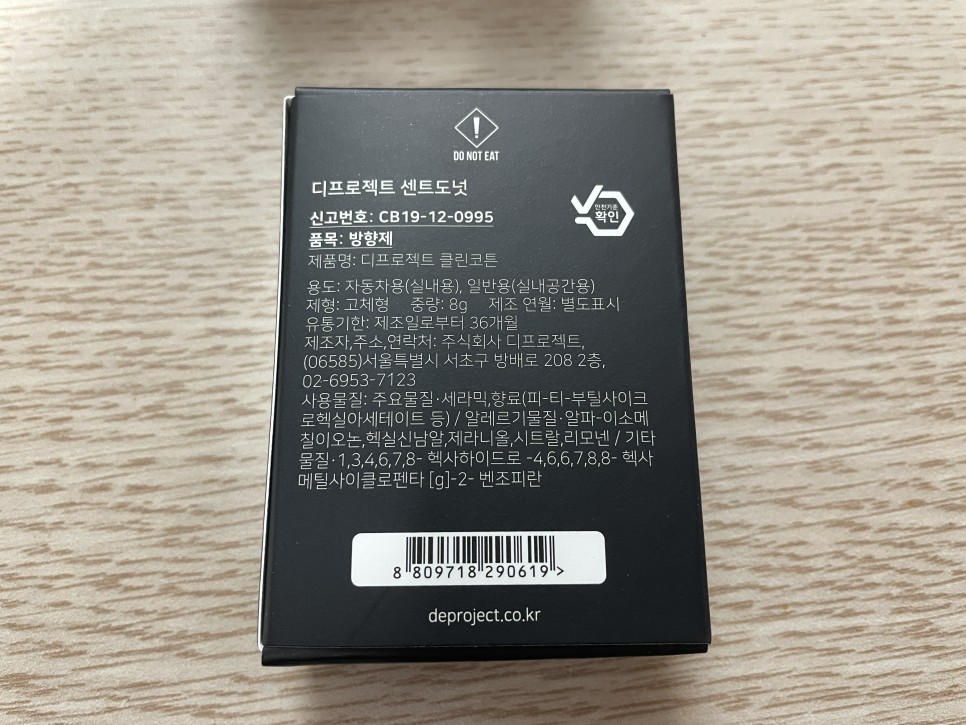 DO NOT EAT
디프로젝트 센트도넛
신고번호: CB19-12-0995
안전기준
확인
품목: 방향제
제품명: 디프로젝트 클린코튼
용도: 자동차용(실내용), 일반용(실내공간용)
제형: 고체형 중량: 8g 제조 연월: 별도표시
유통기한: 제조일로부터 36개월
제조자,주소,연락처: 주식회사 디프로젝트,
(06585)서울특별시 서초구 방배로 208 2층,
02-6953-7123
사용물질: 주요물질·세라믹,향료(피-티-부틸사이크
로헥실아세테이트 등) / 알레르기물질·알파-이소메
칠이오논,헥실신남알,제라니올,시트랄,리모넨 / 기타
물질·1,3,4,6,7,8- 헥사하이드로 -4,6,6,7,8,8- 헥사
메틸사이클로펜타 [g]-2- 벤조피란
8 809718 290619 >
deproject.co.kr